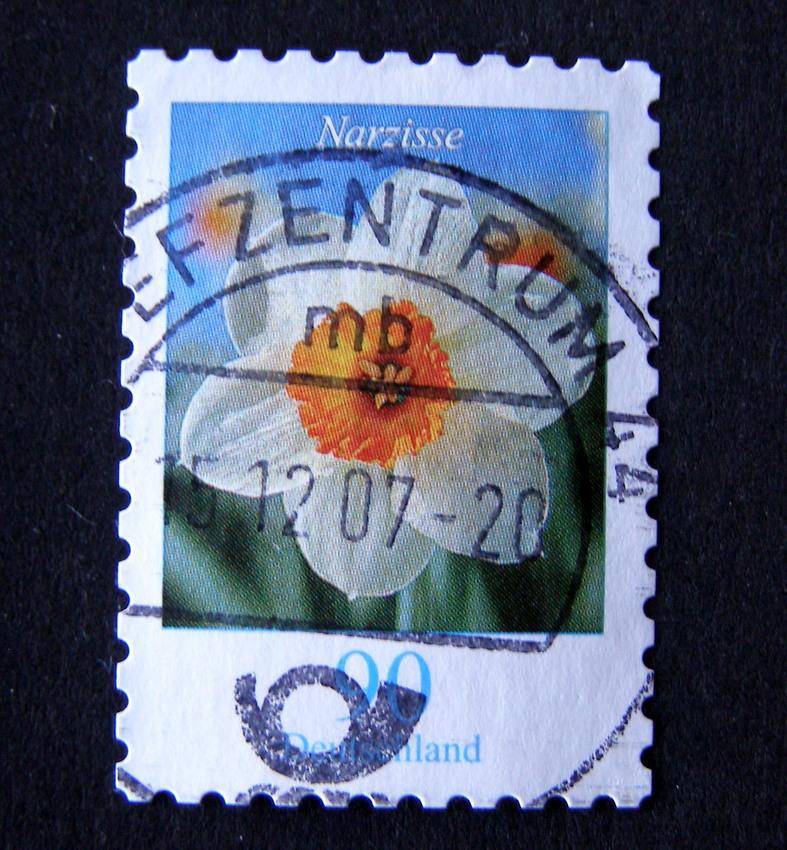 Narzisse
EFZENTRUM 44
mb
15.12 07-20
90
Deutschland